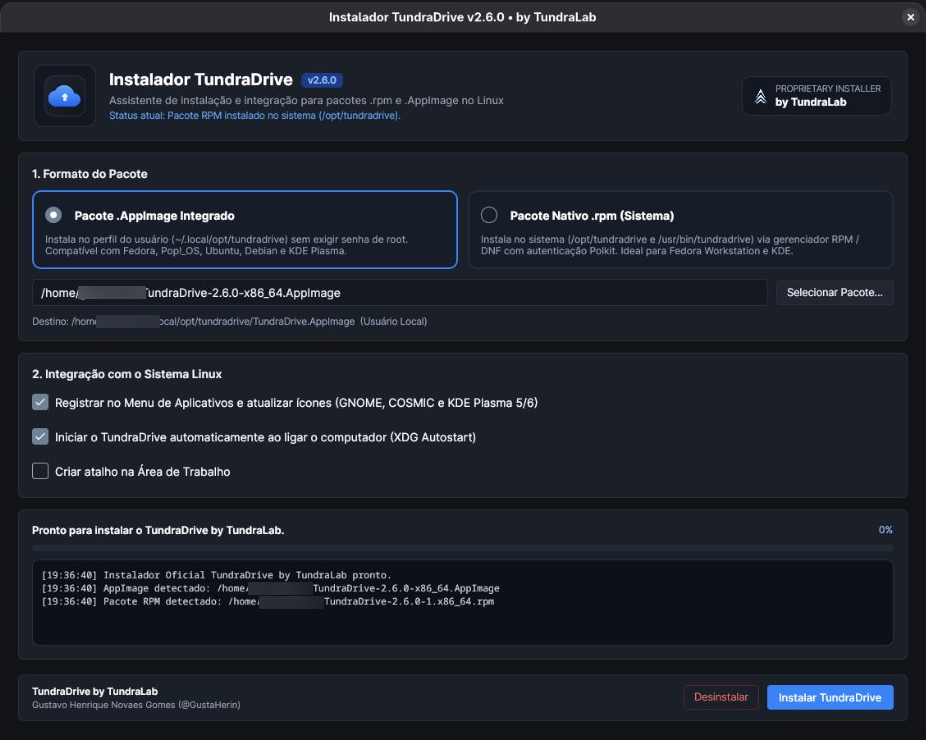 Instalador TundraDrive v2.6.0 • by TundraLab
Instalador TundraDrive v2.6.0
Assistente de instalação e integração para pacotes .rpm e .AppImage no Linux
Status atual: Pacote RPM instalado no sistema (/opt/tundradrive).
PROPRIETARY INSTALLER
by TundraLab
1. Formato do Pacote
Pacote .AppImage Integrado
Instala no perfil do usuário (~/.local/opt/tundradrive) sem exigir senha de root.
Compatível com Fedora, Pop!_OS, Ubuntu, Debian e KDE Plasma.
Pacote Nativo .rpm (Sistema)
Instala no sistema (/opt/tundradrive e /usr/bin/tundradrive) via gerenciador RPM /
DNF com autenticação Polkit. Ideal para Fedora Workstation e KDE.
/home/ TundraDrive-2.6.0-x86_64.AppImage
Selecionar Pacote...
Destino: /home ocal/opt/tundradrive/TundraDrive.AppImage (Usuário Local)
2. Integração com o Sistema Linux
Registrar no Menu de Aplicativos e atualizar ícones (GNOME, COSMIC e KDE Plasma 5/6)
Iniciar o TundraDrive automaticamente ao ligar o computador (XDG Autostart)
Criar atalho na Área de Trabalho
Pronto para instalar o TundraDrive by TundraLab.
0%
[19:36:40] Instalador Oficial TundraDrive by TundraLab pronto.
[19:36:40] AppImage detectado: /home/ TundraDrive-2.6.0-x86_64.AppImage
[19:36:40] Pacote RPM detectado: /home/ TundraDrive-2.6.0-1.x86_64.rpm
TundraDrive by TundraLab
Gustavo Henrique Novaes Gomes (@GustaHerin)
Desinstalar
Instalar TundraDrive